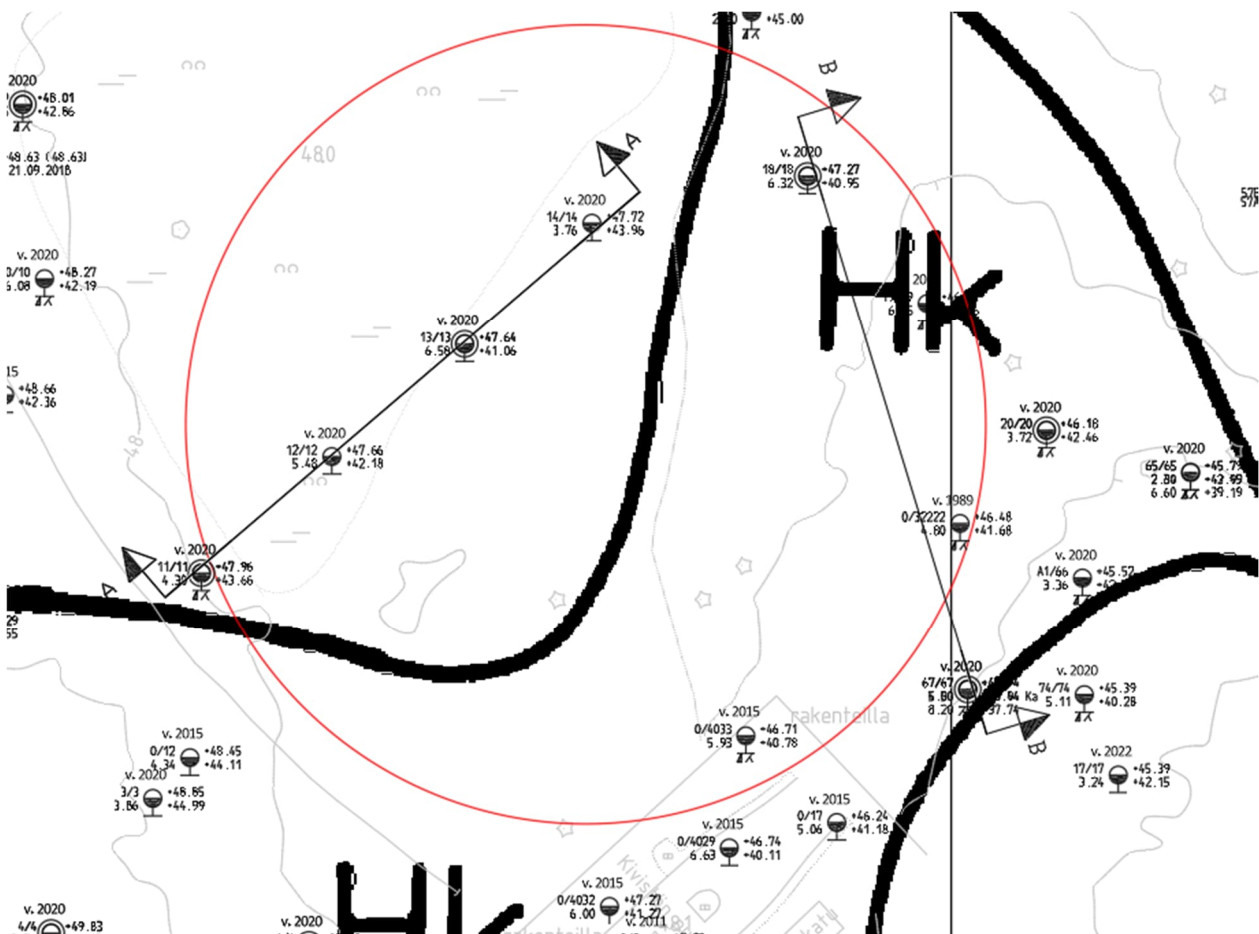 +45.00
B
2020
+48.01
+42.86
48.63 (48.63)
21.09.2016
480
A
v. 2020
18/18 +47.27
6.32 +40.95
v. 2020
14/14 +47.72
3.76 +43.96
v. 2020
+48.27
+42.19
Hk
v. 2020
13/13 +47.64
6.58 +41.06
+48.66
+42.36
48
v. 2020
12/12 +47.66
5.48 +42.18
v. 2020
20/20 +46.18
3.72 +42.46
v. 2020
65/65
6.60 +39.19
v. 1989
+46.48
+41.68
v. 2020
11/11 +47.96
+43.66
A
v. 2020
A1/66 +45.52
3.36
v. 2020
67/67
8.20
Ka
v. 2020
74/74 +45.39
5.11 +40.28
B
v. 2015
0/4033 +46.71
5.93 +40.78
rakenteilla
v. 2015
0/12 +48.45
4.34 +44.11
v. 2020
3/3 +48.85
3.86 +44.99
v. 2022
17/17 +45.39
3.24 +42.15
v. 2015
0/17 +46.24
5.06 +41.18
v. 2015
0/4029 +46.74
6.63 +40.11
v. 2015
0/4032 +47.27
6.00 +41.27
v. 2011
v. 2020
4/4 +49.83
v. 2020
Hk
rakenteilla